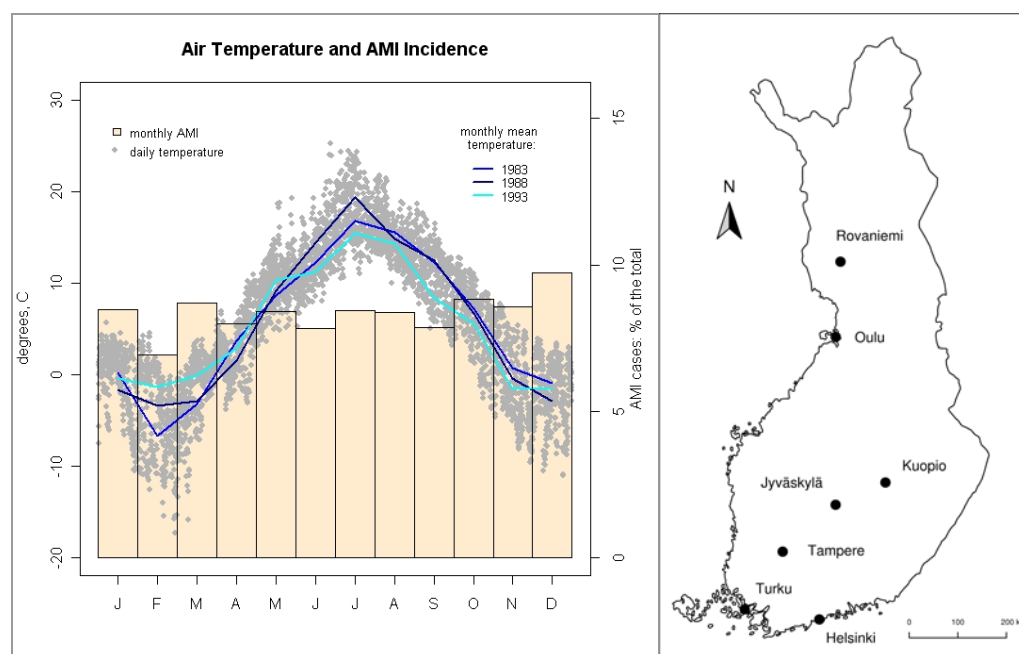 Air Temperature and AMI Incidence
monthly AMI
daily temperature
monthly mean
temperature:
1983
1988
1993
degrees, C
30
20
10
0
-10
-20
AMI cases: % of the total
15
10
5
0
J F M A M J J A S O N D
N
Rovaniemi
Oulu
Kuopio
Jyväskylä
Tampere
Turku
Helsinki
0 100 200 k